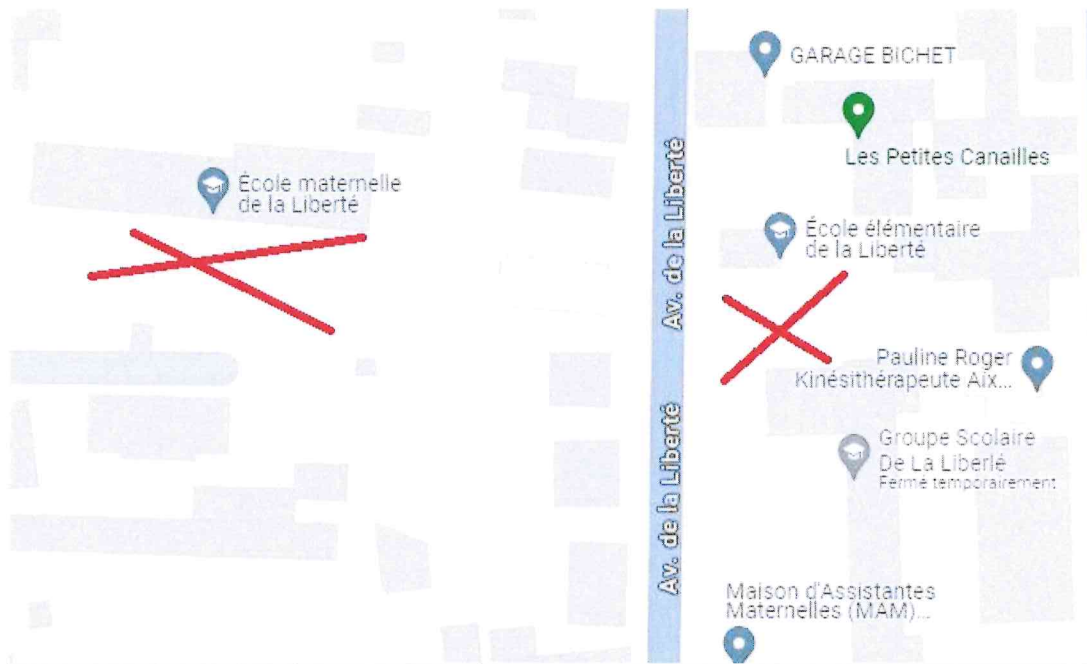 GARAGE BICHET
Les Petites Canailles
École maternelle
de la Liberté
Av. de la Liberté
École élémentaire
de la Liberté
Pauline Roger
Kinésithérapeute Aix...
Av. de la Liberté
Groupe Scolaire
De La Liberté
Fermé temporairement
Maison d'Assistantes
Maternelles (MAM)...